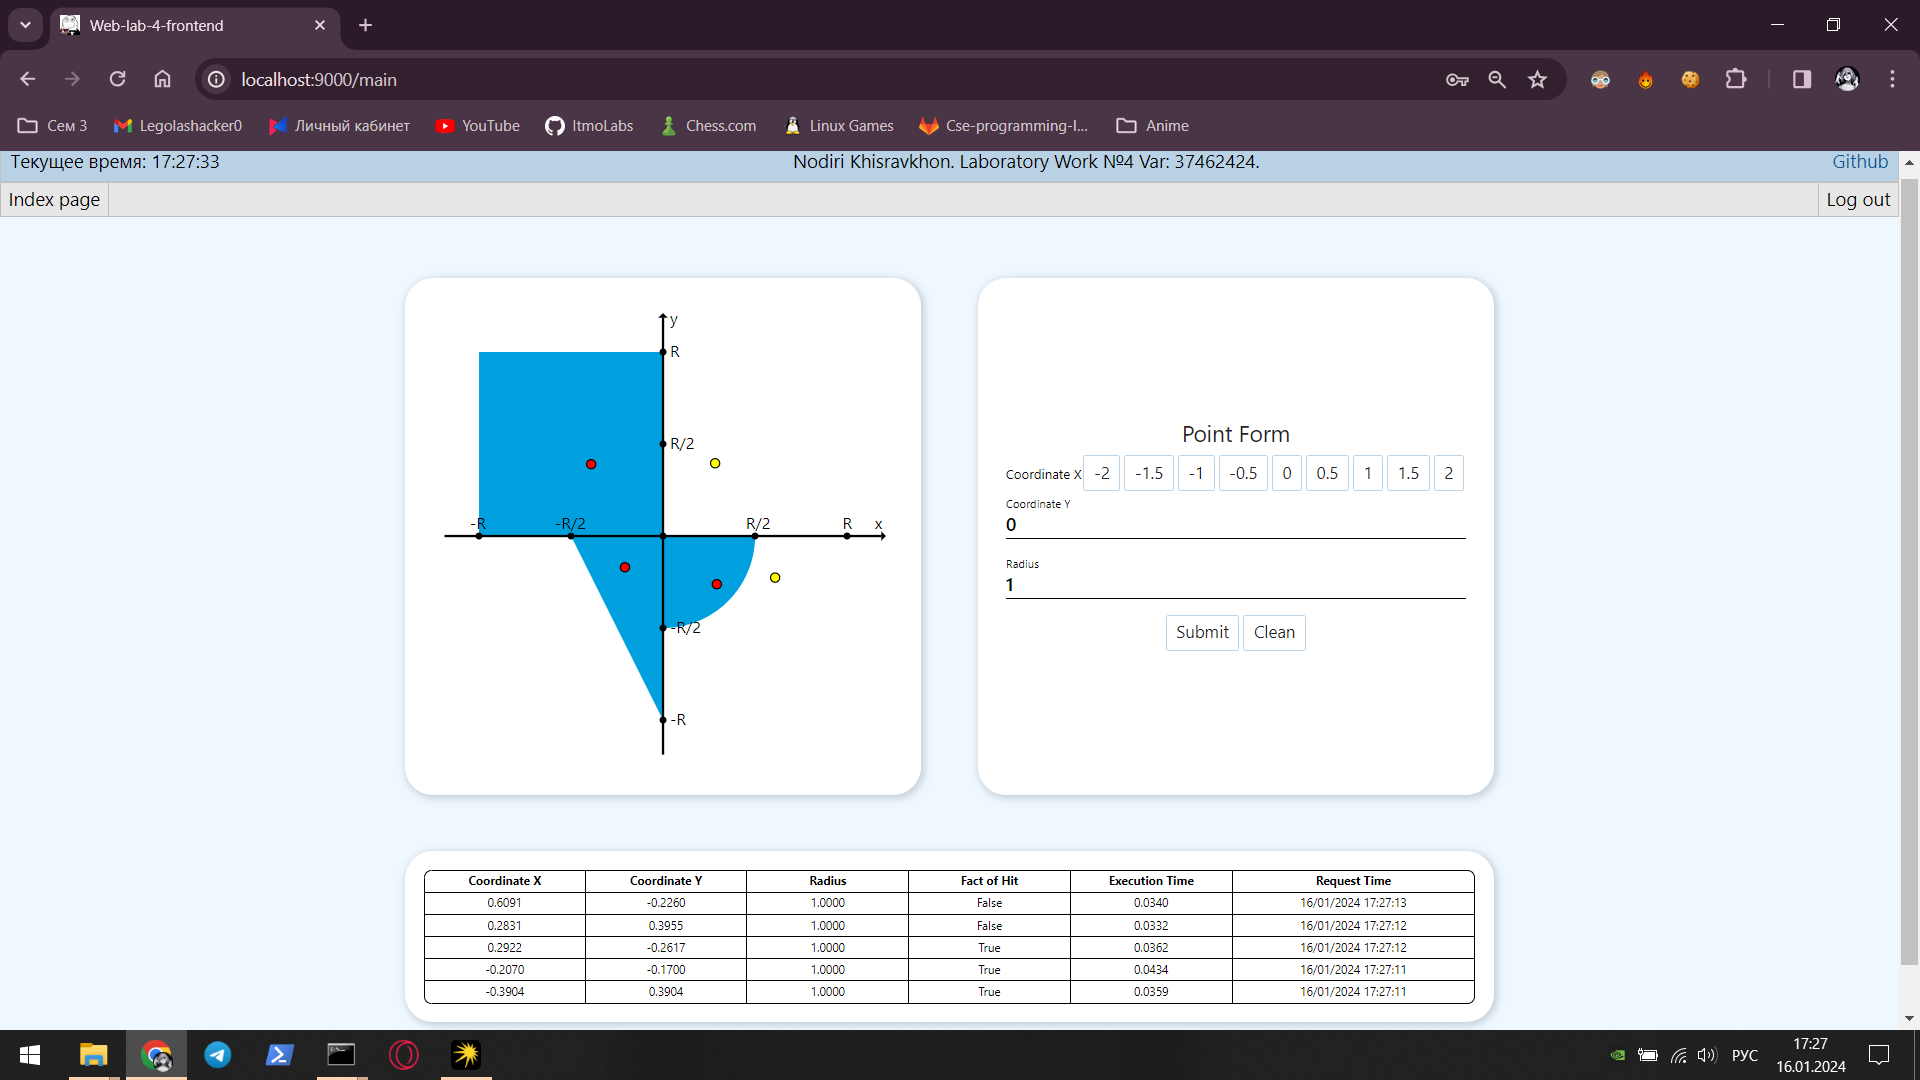 Web-lab-4-frontend
localhost:9000/main
Сем 3 Legolashacker0 Личный кабинет YouTube ItmoLabs Chess.com Linux Games Cse-programming-l... Anime
Текущее время: 17:27:33 Nodiri Khisravkhon. Laboratory Work №4 Var: 37462424. Github
Index page Log out
y
R
R/2
-R -R/2 R/2 R x
-R/2
-R
Point Form
Coordinate X -2 -1.5 -1 -0.5 0 0.5 1 1.5 2
Coordinate Y
0
Radius
1
Submit Clean
Coordinate X Coordinate Y Radius Fact of Hit Execution Time Request Time
0.6091 -0.2260 1.0000 False 0.0340 16/01/2024 17:27:13
0.2831 0.3955 1.0000 False 0.0332 16/01/2024 17:27:12
0.2922 -0.2617 1.0000 True 0.0362 16/01/2024 17:27:12
-0.2070 -0.1700 1.0000 True 0.0434 16/01/2024 17:27:11
-0.3904 0.3904 1.0000 True 0.0359 16/01/2024 17:27:11
РУС
17:27
16.01.2024